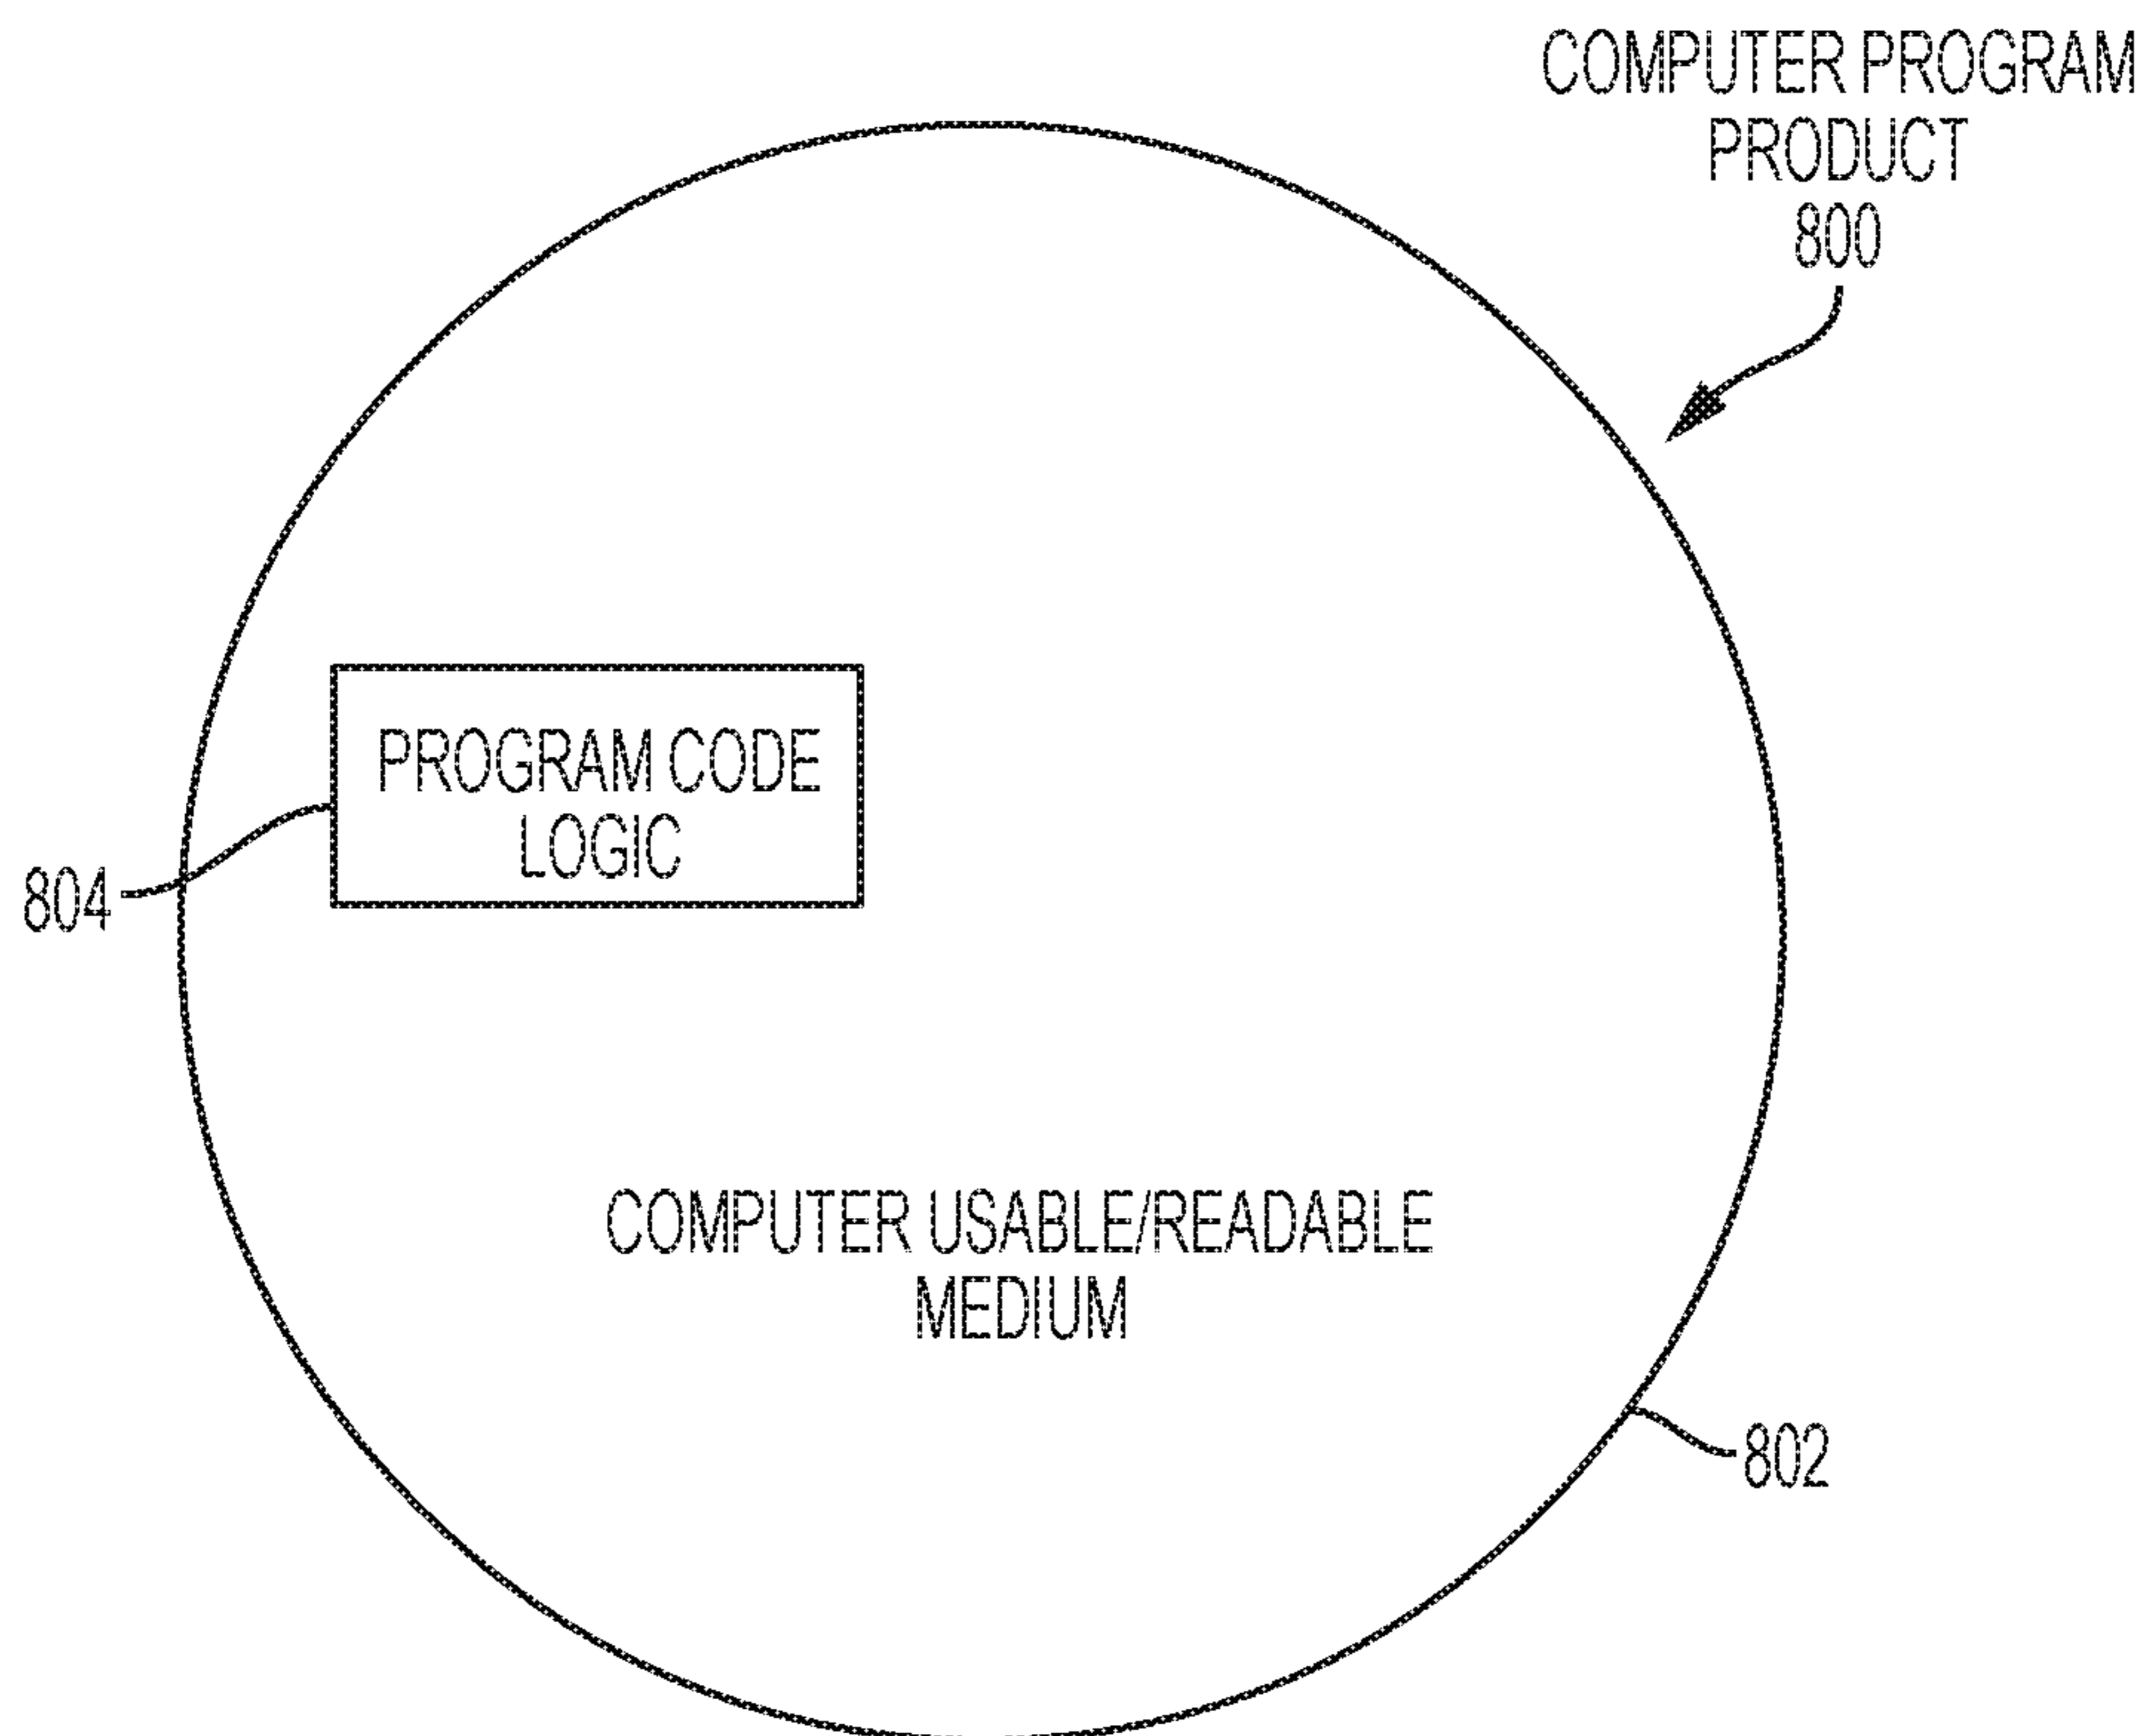 COMPUTER PROGRAM
PRODUCT
800
PROGRAM CODE
LOGIC
804
COMPUTER USABLE/READABLE
MEDIUM
802